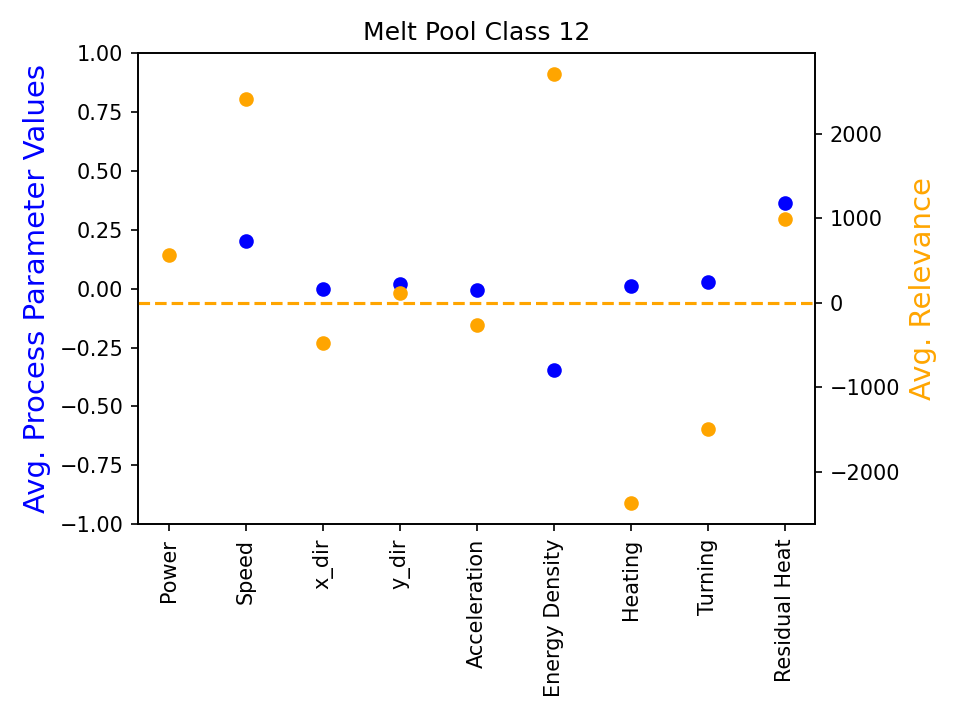 Melt Pool Class 12
Avg. Process Parameter Values
1.00
0.75
0.50
0.25
0.00
−0.25
−0.50
−0.75
−1.00
2000
1000
0
−1000
−2000
Avg. Relevance
Power
Speed
x_dir
y_dir
Acceleration
Energy Density
Heating
Turning
Residual Heat